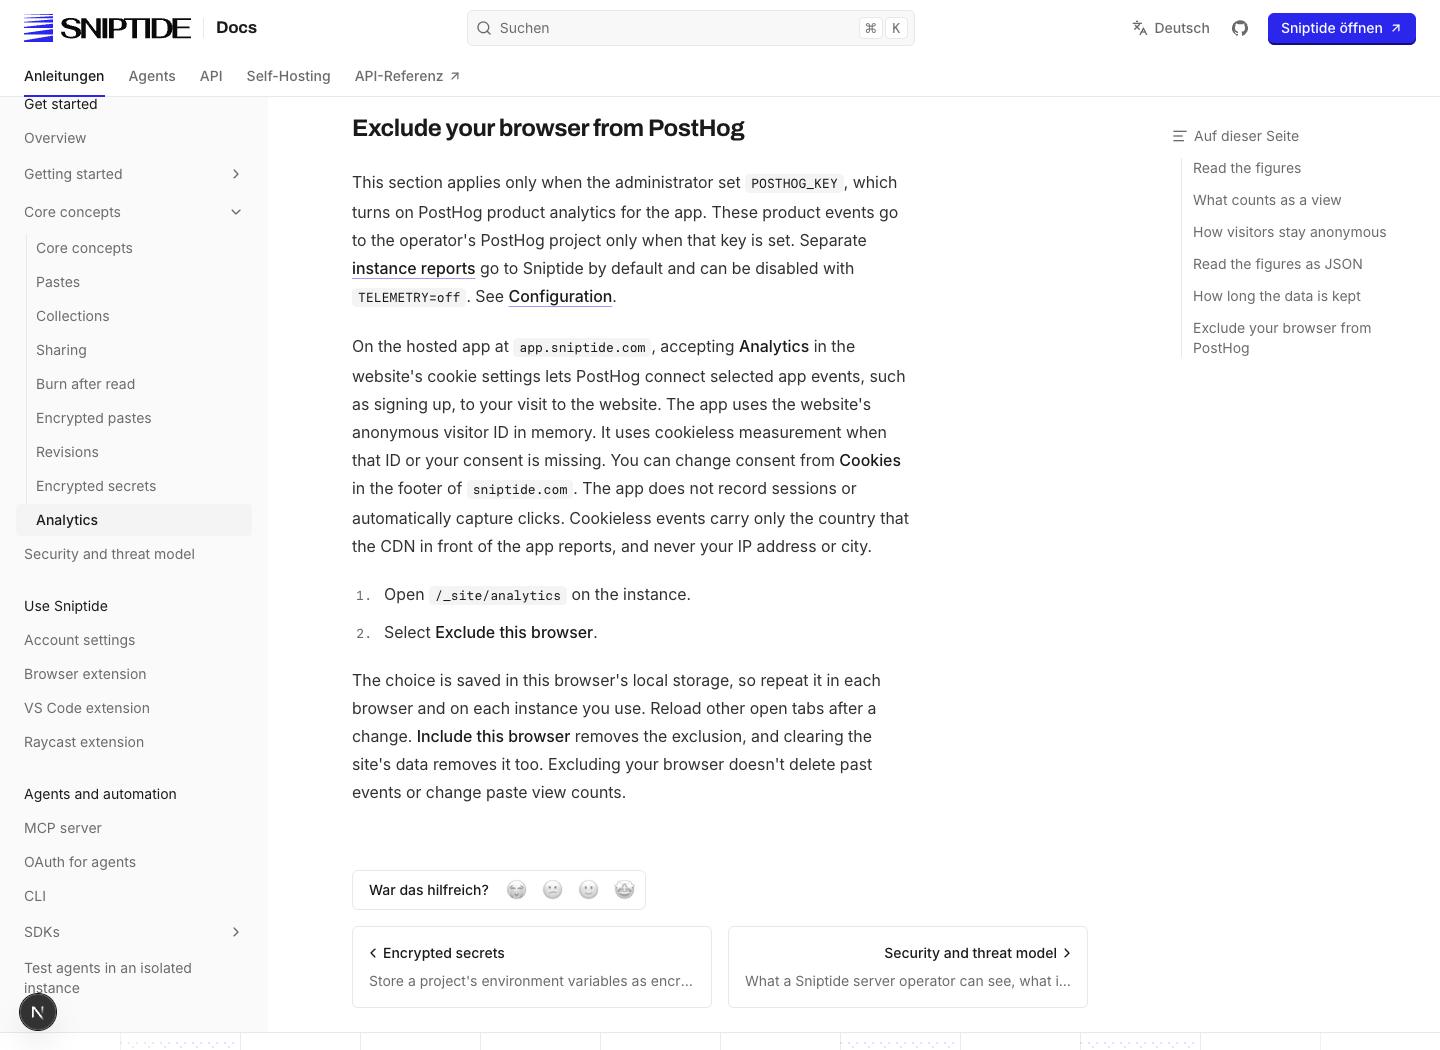 SNIPTIDE Docs
Suchen
⌘ K
Deutsch
Sniptide öffnen
Anleitungen
Agents
API
Self-Hosting
API-Referenz
Get started
Overview
Getting started
Core concepts
Core concepts
Pastes
Collections
Sharing
Burn after read
Encrypted pastes
Revisions
Encrypted secrets
Analytics
Security and threat model
Use Sniptide
Account settings
Browser extension
VS Code extension
Raycast extension
Agents and automation
MCP server
OAuth for agents
CLI
SDKs
Test agents in an isolated
instance
N
Exclude your browser from PostHog
This section applies only when the administrator set POSTHOG_KEY, which
turns on PostHog product analytics for the app. These product events go
to the operator's PostHog project only when that key is set. Separate
instance reports go to Sniptide by default and can be disabled with
TELEMETRY=off. See Configuration.
On the hosted app at app.sniptide.com, accepting Analytics in the
website's cookie settings lets PostHog connect selected app events, such
as signing up, to your visit to the website. The app uses the website's
anonymous visitor ID in memory. It uses cookieless measurement when
that ID or your consent is missing. You can change consent from Cookies
in the footer of sniptide.com. The app does not record sessions or
automatically capture clicks. Cookieless events carry only the country that
the CDN in front of the app reports, and never your IP address or city.
1. Open /_site/analytics on the instance.
2. Select Exclude this browser.
The choice is saved in this browser's local storage, so repeat it in each
browser and on each instance you use. Reload other open tabs after a
change. Include this browser removes the exclusion, and clearing the
site's data removes it too. Excluding your browser doesn't delete past
events or change paste view counts.
War das hilfreich?
Encrypted secrets
Store a project's environment variables as encr...
Security and threat model
What a Sniptide server operator can see, what i...
Auf dieser Seite
Read the figures
What counts as a view
How visitors stay anonymous
Read the figures as JSON
How long the data is kept
Exclude your browser from
PostHog